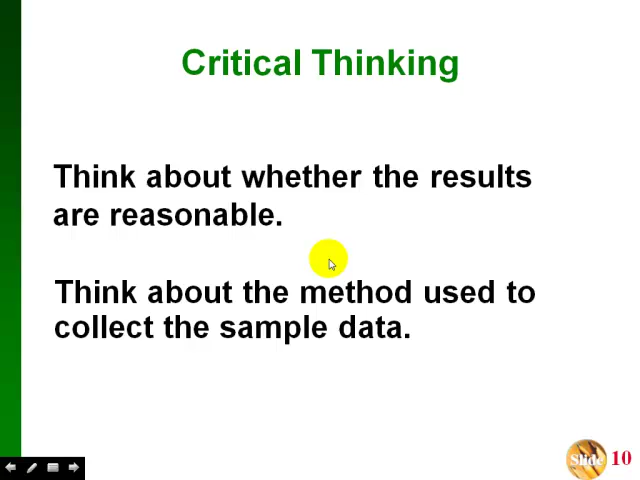 Critical Thinking
Think about whether the results
are reasonable.
Think about the method used to
collect the sample data.
Slide 10